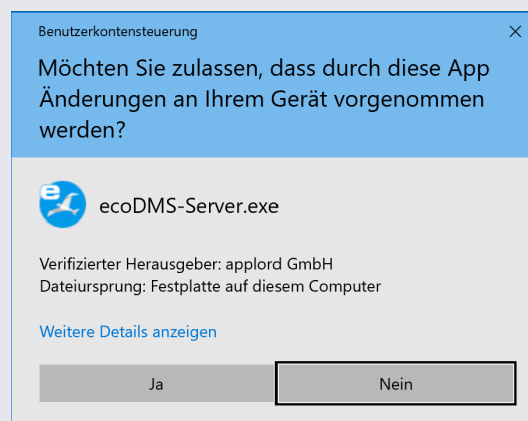 Benutzerkontensteuerung
Möchten Sie zulassen, dass durch diese App
Änderungen an Ihrem Gerät vorgenommen
werden?
e
ecoDMS-Server.exe
Verifizierter Herausgeber: applord GmbH
Dateiursprung: Festplatte auf diesem Computer
Weitere Details anzeigen
Ja
Nein